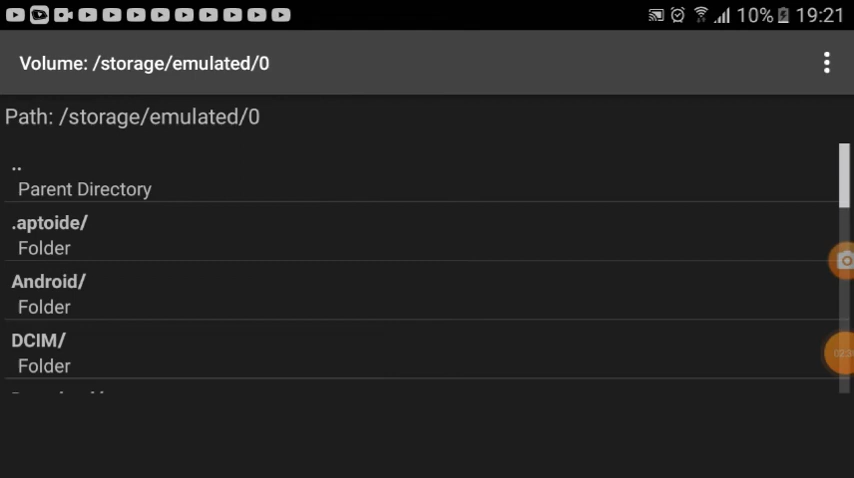 10% 19:21
Volume: /storage/emulated/0
Path: /storage/emulated/0
..
Parent Directory
.aptoide/
Folder
Android/
Folder
DCIM/
Folder